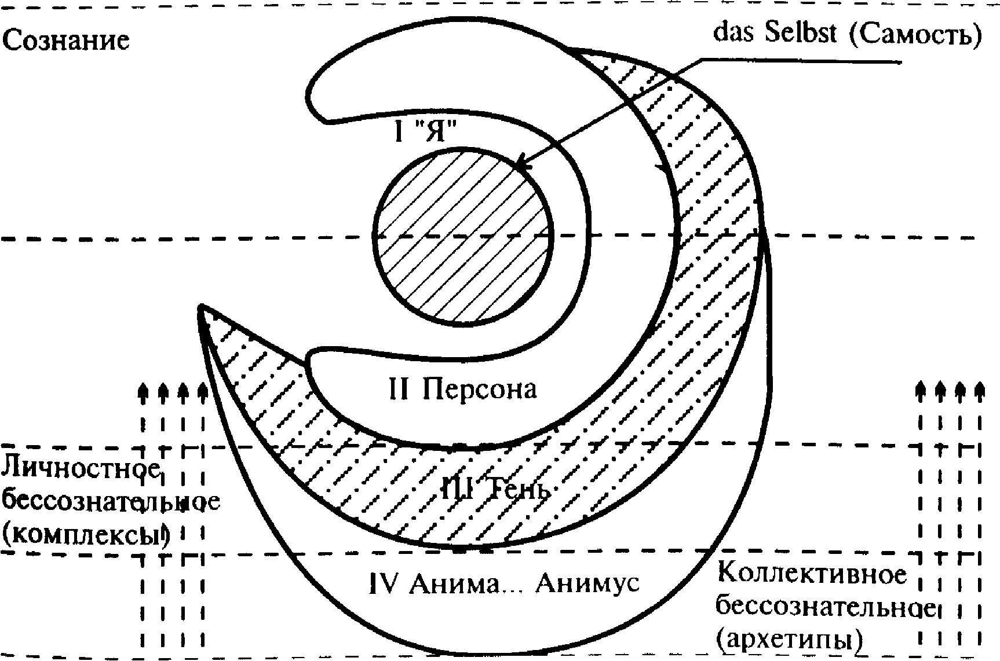 Сознание
das Selbst (Самость)
I "Я"
II Персона
Личностное
бессознательное
(комплексы)
III Тень
IV Анима... Анимус
Коллективное
бессознательное
(архетипы)